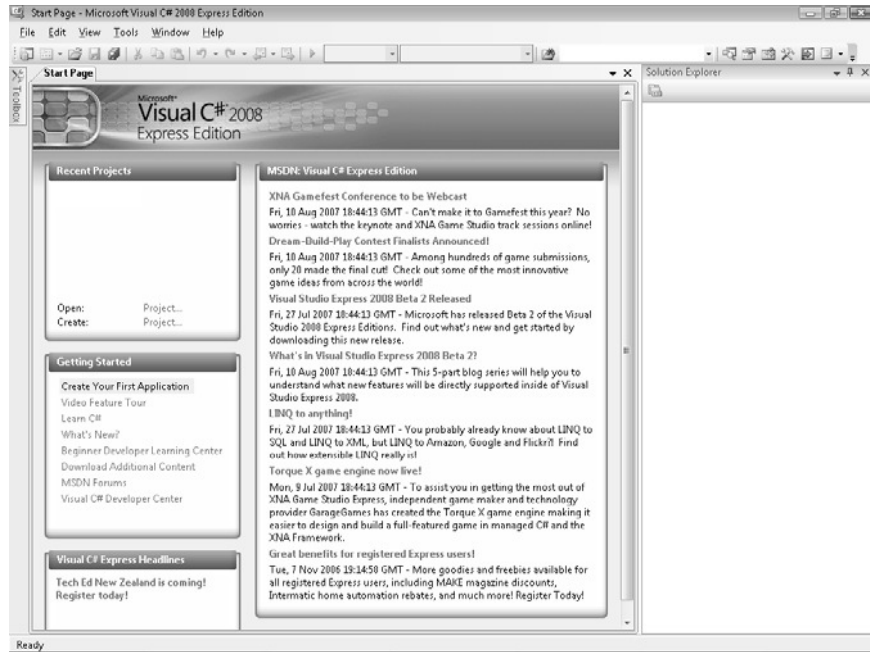 Start Page - Microsoft Visual C# 2008 Express Edition
File Edit View Tools Window Help
Toolbox
Start Page
Solution Explorer
Microsoft
Visual C# 2008
Express Edition
Recent Projects
Open: Project...
Create: Project...
Getting Started
Create Your First Application
Video Feature Tour
Learn C#
What's New?
Beginner Developer Learning Center
Download Additional Content
MSDN Forums
Visual C# Developer Center
Visual C# Express Headlines
Tech Ed New Zealand is coming!
Register today!
MSDN: Visual C# Express Edition
XNA Gamefest Conference to be Webcast
Fri, 10 Aug 2007 18:44:13 GMT - Can't make it to Gamefest this year? No
worries - watch the keynote and XNA Game Studio track sessions online!
Dream-Build-Play Contest Finalists Announced!
Fri, 10 Aug 2007 18:44:13 GMT - Among hundreds of game submissions,
only 20 made the final cut! Check out some of the most innovative
game ideas from across the world!
Visual Studio Express 2008 Beta 2 Released
Fri, 27 Jul 2007 18:44:13 GMT - Microsoft has released Beta 2 of the Visual
Studio 2008 Express Editions. Find out what's new and get started by
downloading this new release.
What's in Visual Studio Express 2008 Beta 2?
Fri, 10 Aug 2007 18:44:13 GMT - This 5-part blog series will help you to
understand what new features will be directly supported inside of Visual
Studio Express 2008.
LINQ to anything!
Fri, 27 Jul 2007 18:44:13 GMT - You probably already know about LINQ to
SQL and LINQ to XML, but LINQ to Amazon, Google and Flickr?! Find
out how extensible LINQ really is!
Torque X game engine now live!
Mon, 9 Jul 2007 18:44:13 GMT - To assist you in getting the most out of
XNA Game Studio Express, independent game maker and technology
provider GarageGames has created the Torque X game engine making it
easier to design and build a full-featured game in managed C# and the
XNA Framework.
Great benefits for registered Express users!
Tue, 7 Nov 2006 19:14:50 GMT - More goodies and freebies available for
all registered Express users, including MAKE magazine discounts,
Intermatic home automation rebates, and much more! Register Today!
Ready